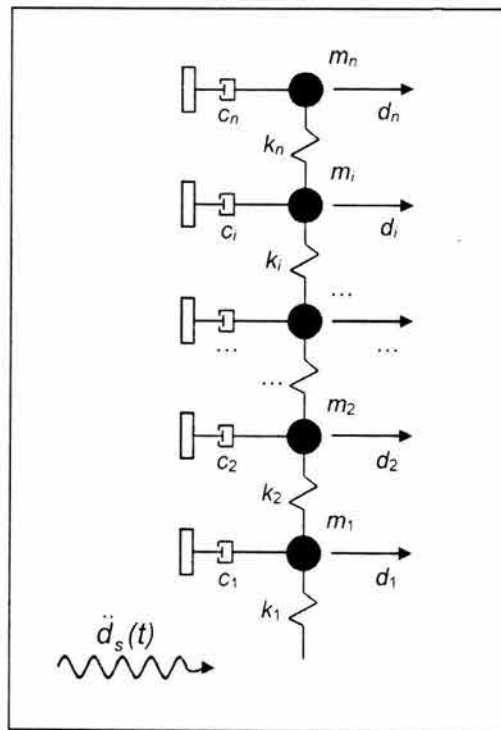 mₙ
cₙ
dₙ
kₙ
mᵢ
cᵢ
dᵢ
kᵢ
...
...
...
...
m₂
c₂
d₂
k₂
m₁
c₁
d₁
k₁
d̈ₛ(t)